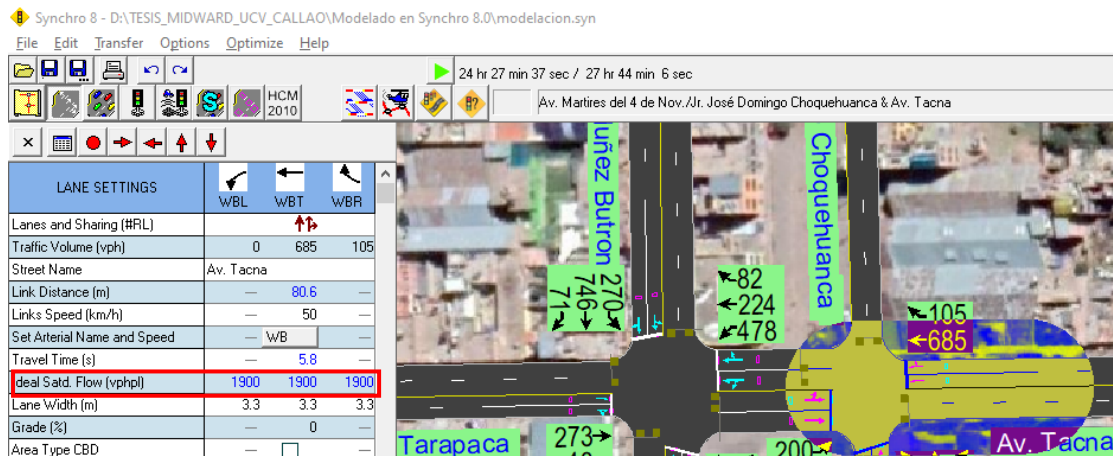 Synchro 8 - D:\TESIS_MIDWARD_UCV_CALLAO\Modelado en Synchro 8.0\modelacion.syn
File Edit Transfer Options Optimize Help
24 hr 27 min 37 sec / 27 hr 44 min 6 sec
HCM 2010
Av. Martires del 4 de Nov./Jr. José Domingo Choquehuanca & Av. Tacna
LANE SETTINGS WBL WBT WBR
Lanes and Sharing (#RL)
Traffic Volume (vph) 0 685 105
Street Name Av. Tacna
Link Distance (m) — 80.6 —
Links Speed (km/h) — 50 —
Set Arterial Name and Speed — WB —
Travel Time (s) — 5.8 —
deal Satd. Flow (vphpl) 1900 1900 1900
Lane Width (m) 3.3 3.3 3.3
Grade (%) — 0 —
Area Type CBD — —
uñez Butron
Choquehuanca
71
746
270
82
224
478
105
685
Tarapaca
273
200
Av. Tacna